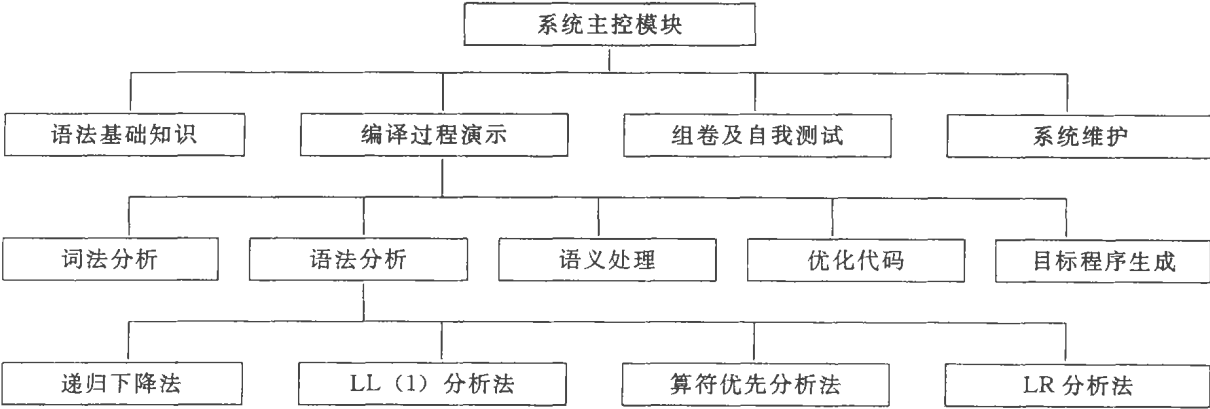 系统主控模块
语法基础知识 编译过程演示 组卷及自我测试 系统维护
词法分析 语法分析 语义处理 优化代码 目标程序生成
递归下降法 LL（1）分析法 算符优先分析法 LR 分析法